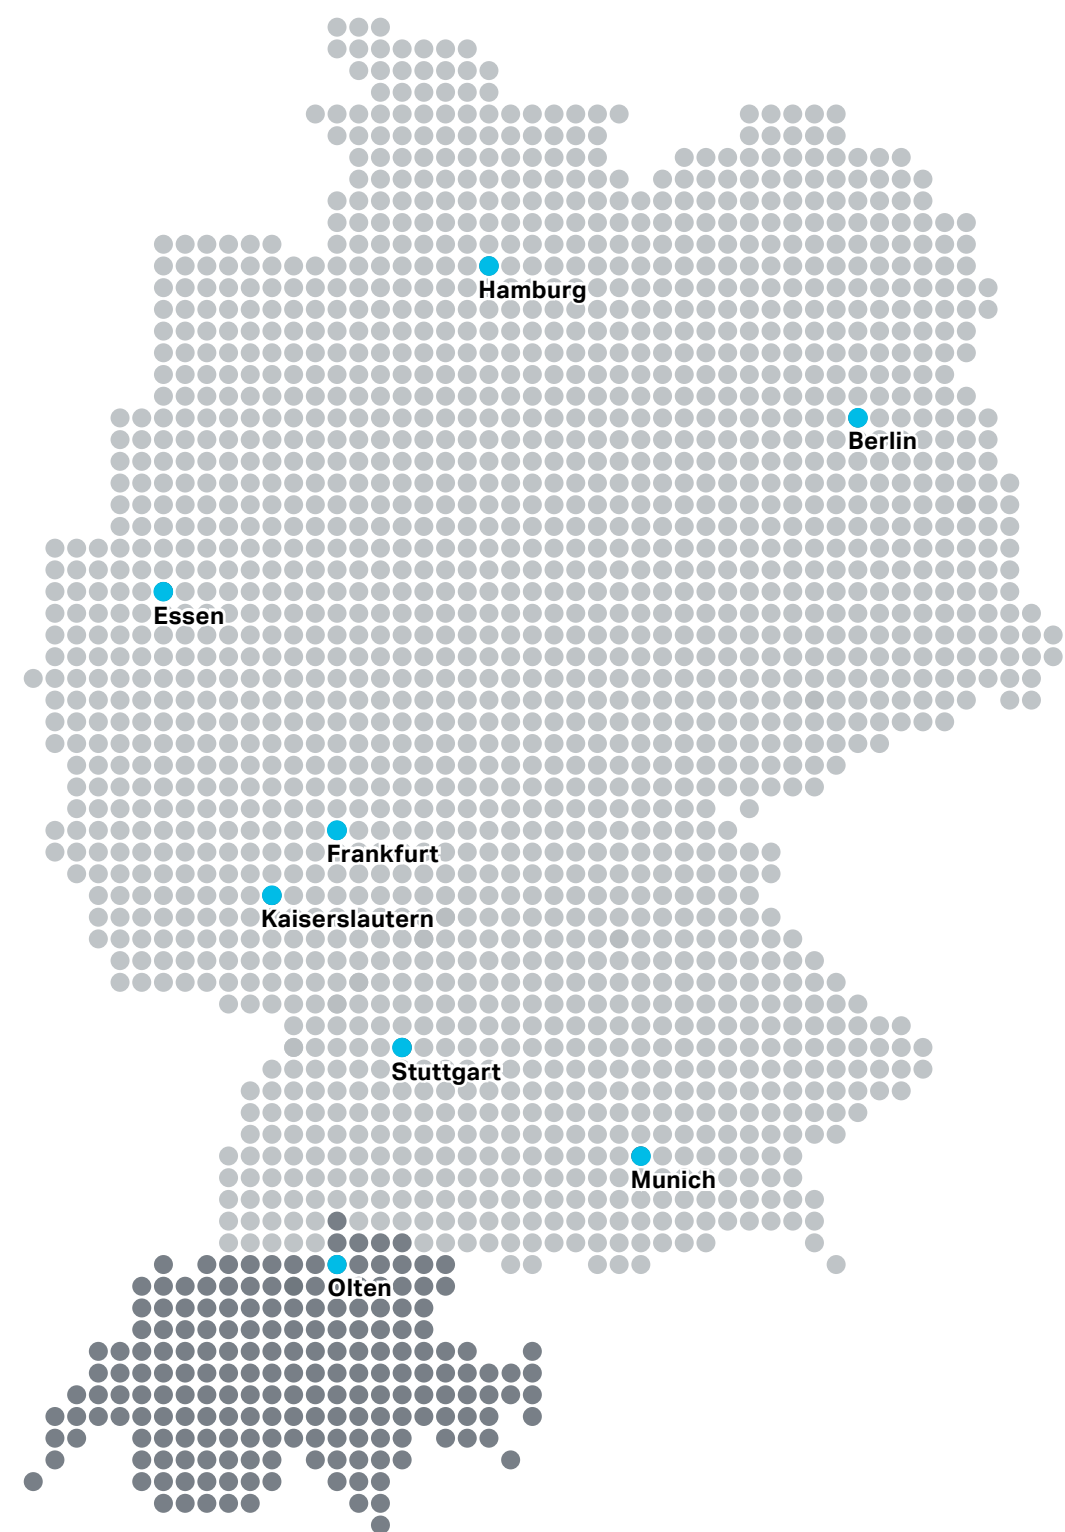 Hamburg
Berlin
Essen
Frankfurt
Kaiserslautern
Stuttgart
Munich
Olten